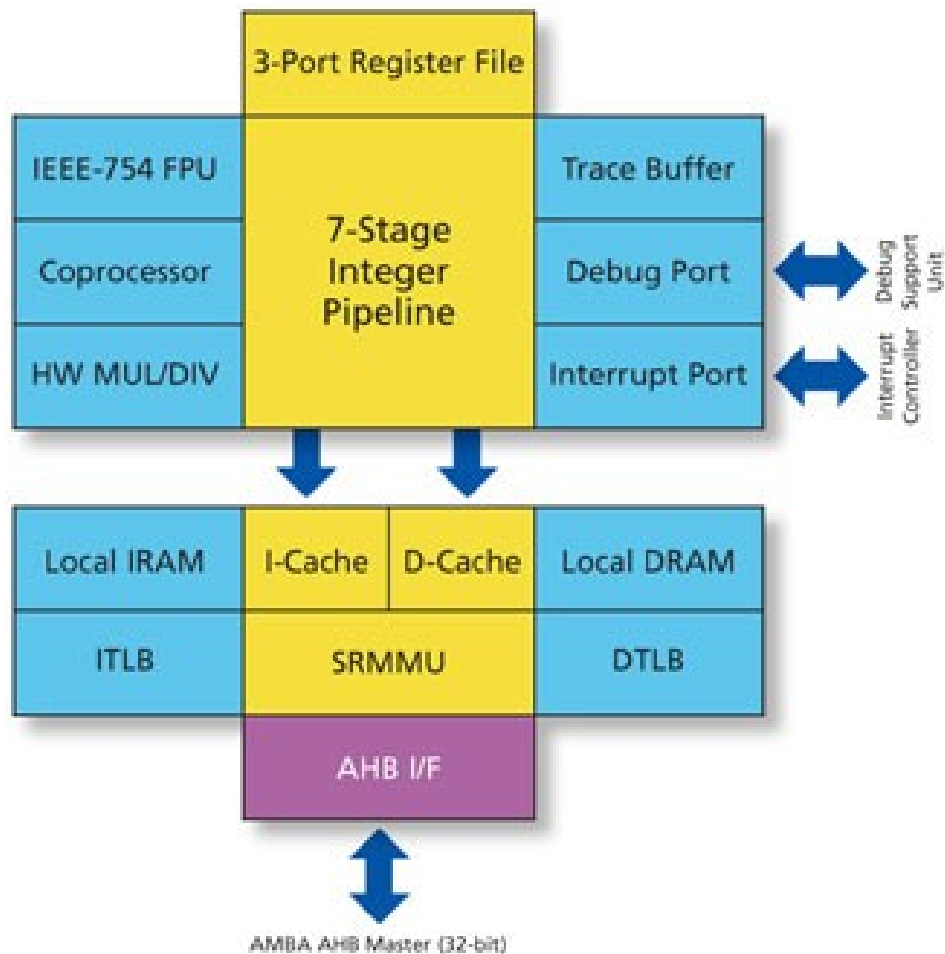 3-Port Register File
IEEE-754 FPU
7-Stage
Integer
Pipeline
Trace Buffer
Coprocessor
Debug Port
Debug
Support
Unit
HW MUL/DIV
Interrupt Port
Interrupt
Controller
Local IRAM
I-Cache
D-Cache
Local DRAM
ITLB
SRMMU
DTLB
AHB I/F
AMBA AHB Master (32-bit)